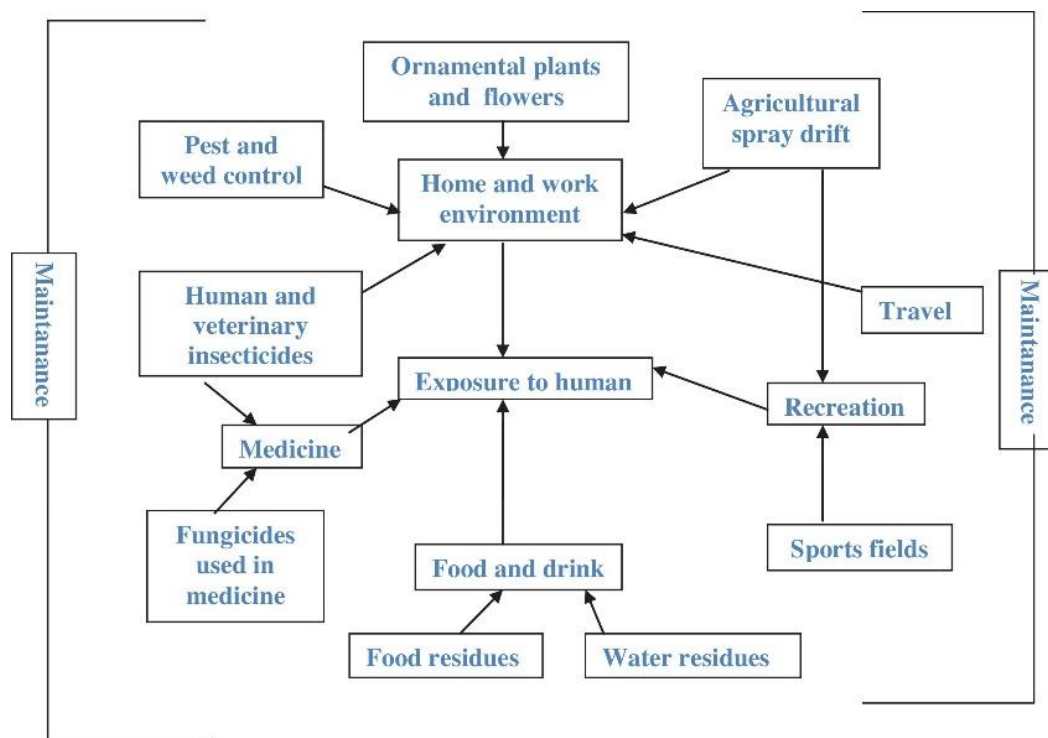 Ornamental plants
and flowers
Agricultural
spray drift
Pest and
weed control
Home and work
environment
Maintanance
Human and
veterinary
insecticides
Travel
Maintanance
Exposure to human
Recreation
Medicine
Fungicides
used in
medicine
Sports fields
Food and drink
Food residues
Water residues